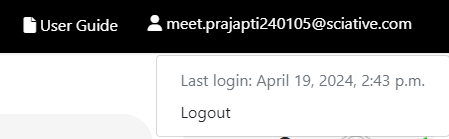 User Guide meet.prajapti240105@sciative.com
Last login: April 19, 2024, 2:43 p.m.
Logout